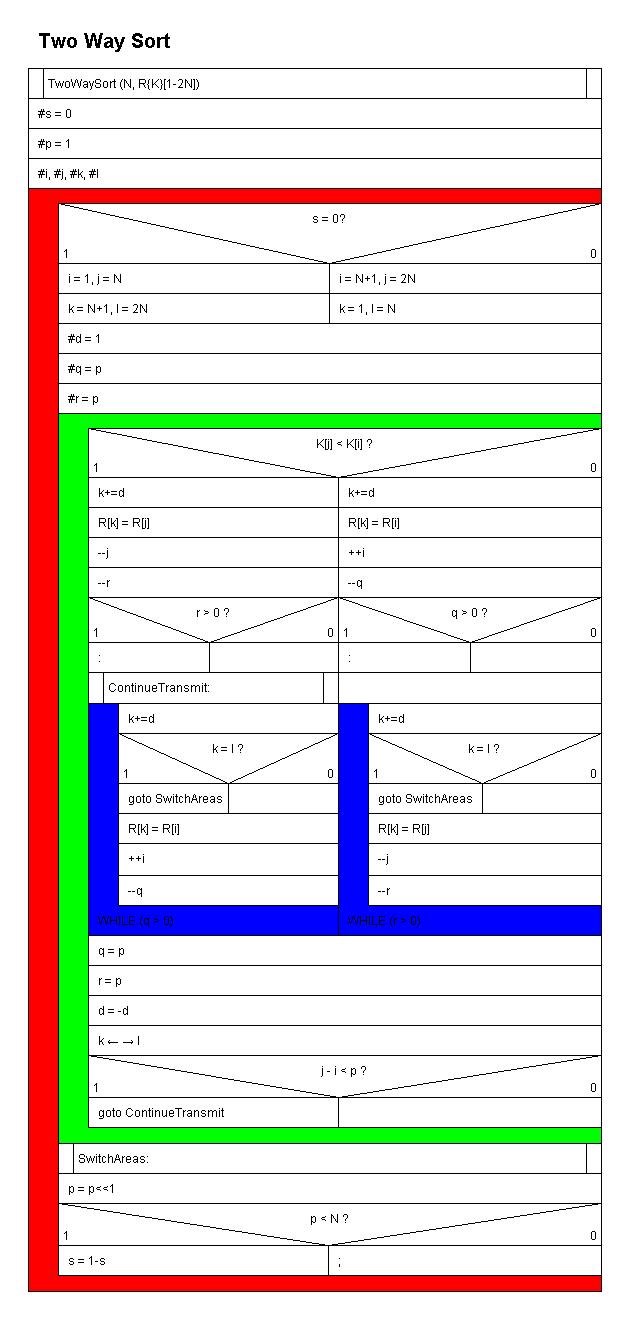 Two Way Sort
TwoWaySort (N, R{K}[1-2N])
#s = 0
#p = 1
#i, #j, #k, #l
s = 0?
1 0
i = 1, j = N i = N+1, j = 2N
k = N+1, l = 2N k = 1, l = N
#d = 1
#q = p
#r = p
K[j] < K[i] ?
1 0
k+=d k+=d
R[k] = R[j] R[k] = R[i]
--j ++i
--r --q
r > 0 ? q > 0 ?
1 0 1 0
: :
ContinueTransmit:
k+=d k+=d
k = l ? k = l ?
1 0 1 0
goto SwitchAreas goto SwitchAreas
R[k] = R[i] R[k] = R[j]
++i --j
--q --r
WHILE (q > 0) WHILE (r > 0)
q = p
r = p
d = -d
k ← → l
j - i < p ?
1 0
goto ContinueTransmit
SwitchAreas:
p = p<<1
p < N ?
1 0
s = 1-s ;